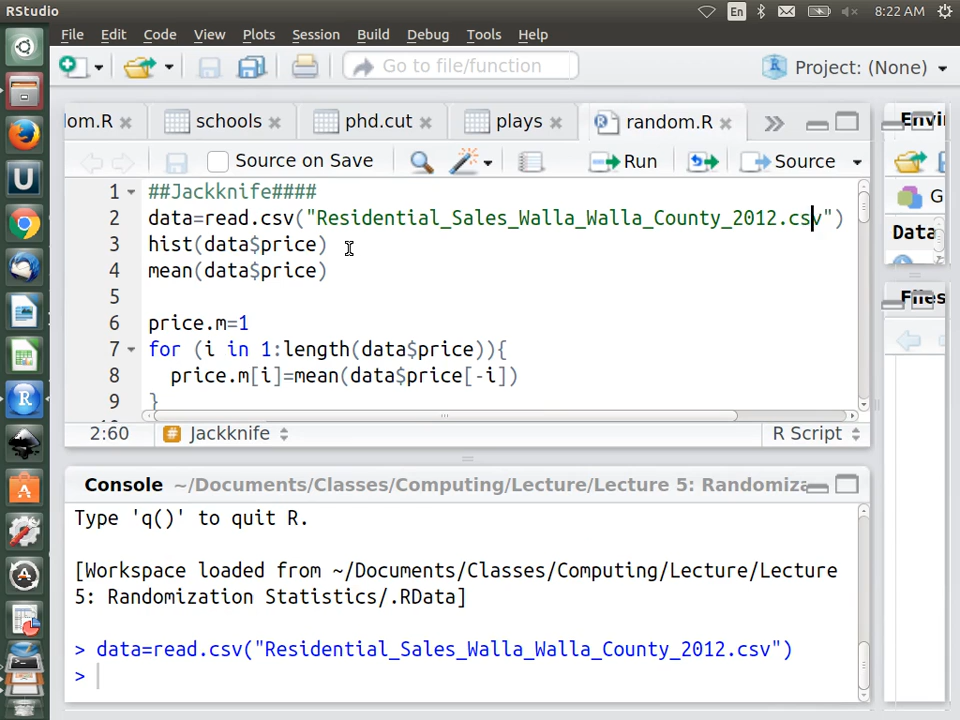 RStudio
En
8:22 AM
File Edit Code View Plots Session Build Debug Tools Help
Go to file/function
Project: (None)
dom.R schools phd.cut plays random.R
Source on Save Run Source
1 ##Jackknife####
2 data=read.csv("Residential_Sales_Walla_Walla_County_2012.csv")
3 hist(data$price)
4 mean(data$price)
5
6 price.m=1
7 for (i in 1:length(data$price)){
8 price.m[i]=mean(data$price[-i])
9 }
2:60 # Jackknife R Script
Envir
G
Data
Files
Console ~/Documents/Classes/Computing/Lecture/Lecture 5: Randomiza
Type 'q()' to quit R.
[Workspace loaded from ~/Documents/Classes/Computing/Lecture/Lecture
5: Randomization Statistics/.RData]
> data=read.csv("Residential_Sales_Walla_Walla_County_2012.csv")
>